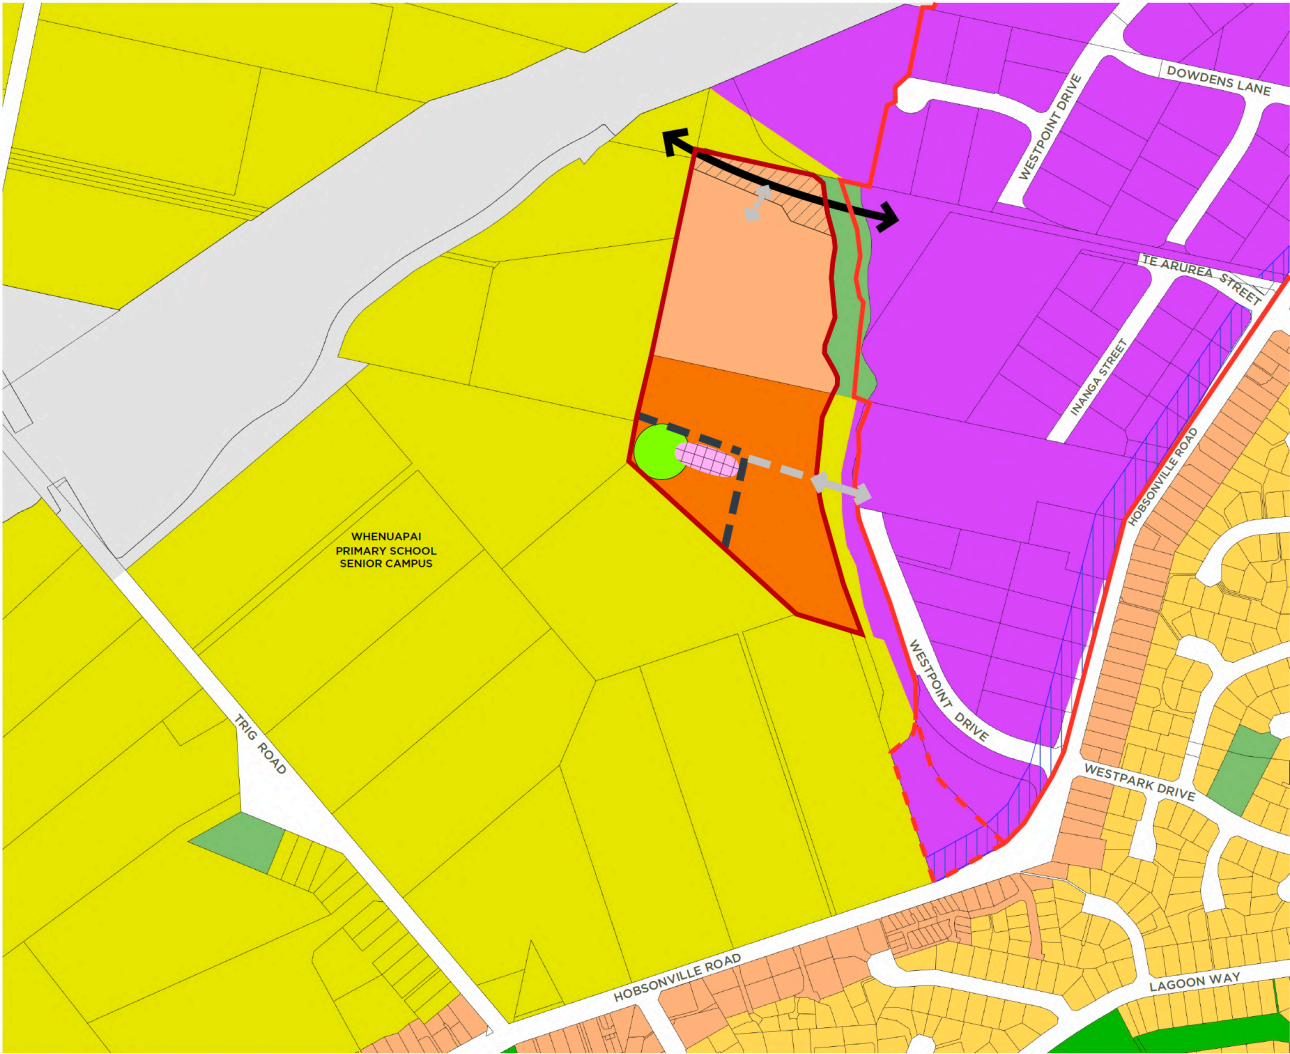 DOWDENS LANE
WESTPOINT DRIVE
TE ARUREA STREET
INANGA STREET
HOBSONVILLE ROAD
WHENUAPAI
PRIMARY SCHOOL
SENIOR CAMPUS
WESTPOINT DRIVE
TRIG ROAD
WESTPARK DRIVE
HOBSONVILLE ROAD
LAGOON WAY